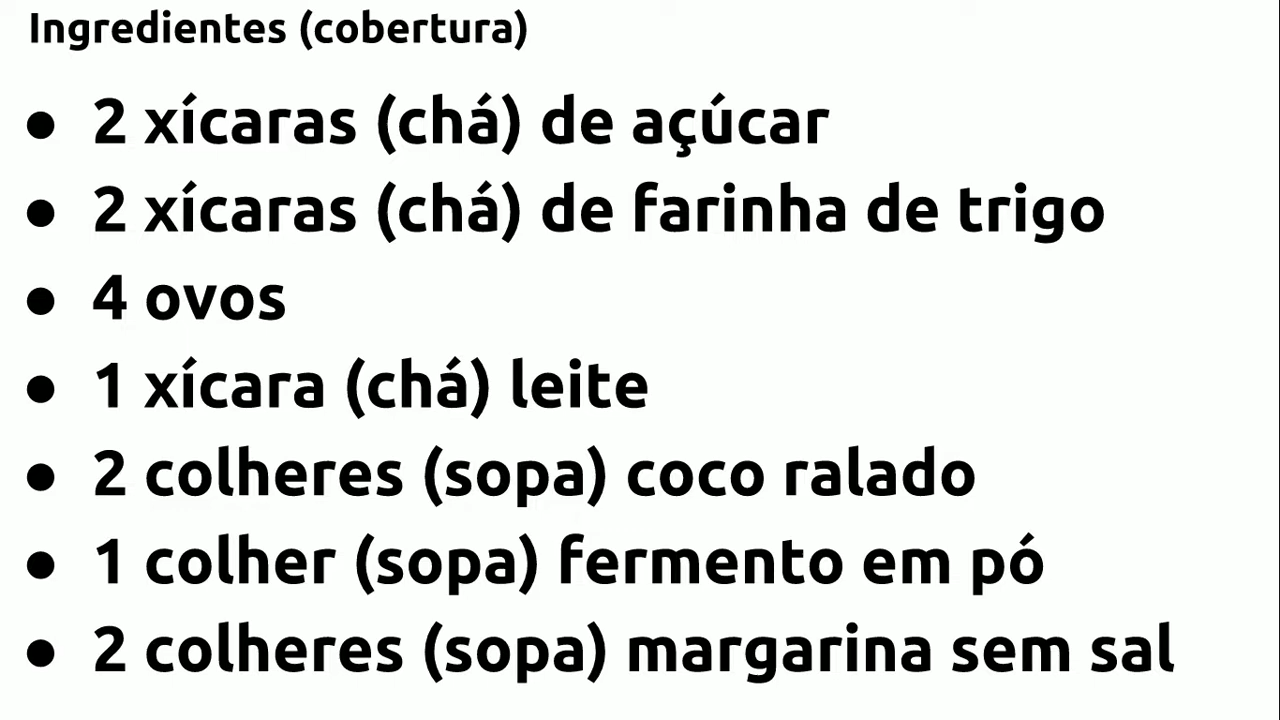 Ingredientes (cobertura)
● 2 xícaras (chá) de açúcar
● 2 xícaras (chá) de farinha de trigo
● 4 ovos
● 1 xícara (chá) leite
● 2 colheres (sopa) coco ralado
● 1 colher (sopa) fermento em pó
● 2 colheres (sopa) margarina sem sal